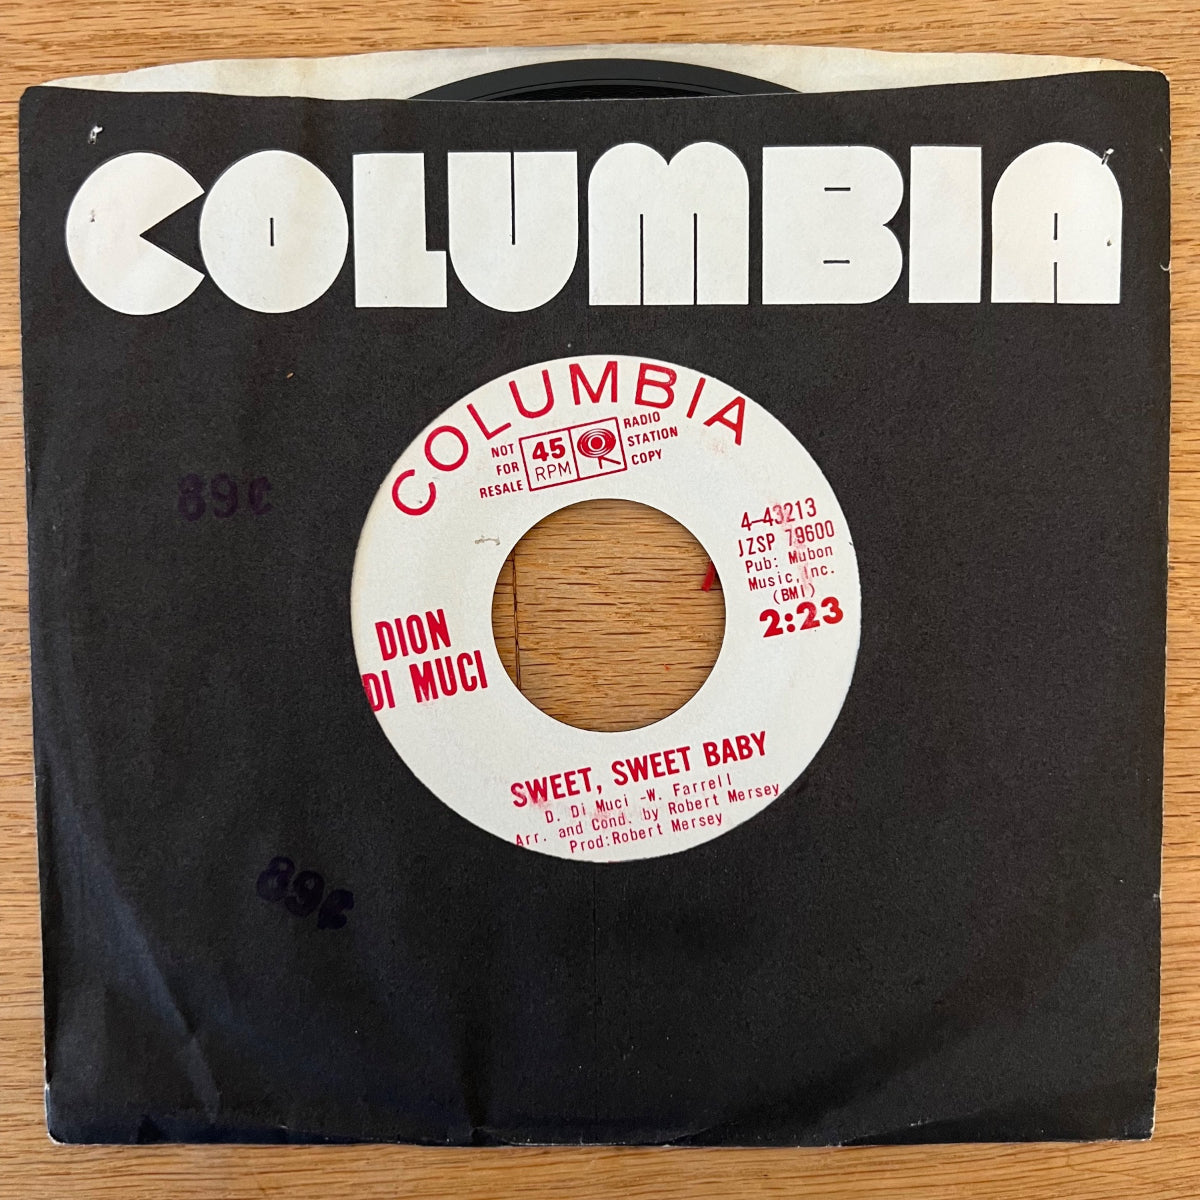 COLUMBIA
COLUMBIA
NOT
FOR
RESALE
45
RPM
RADIO
STATION
COPY
4-43213
JZSP 79600
Pub: Mubon
Music, Inc.
(BMI)
2:23
DION
DI MUCI
SWEET, SWEET BABY
D. Di Muci -W. Farrell
Arr. and Cond. by Robert Mersey
Prod:Robert Mersey
89¢
89¢